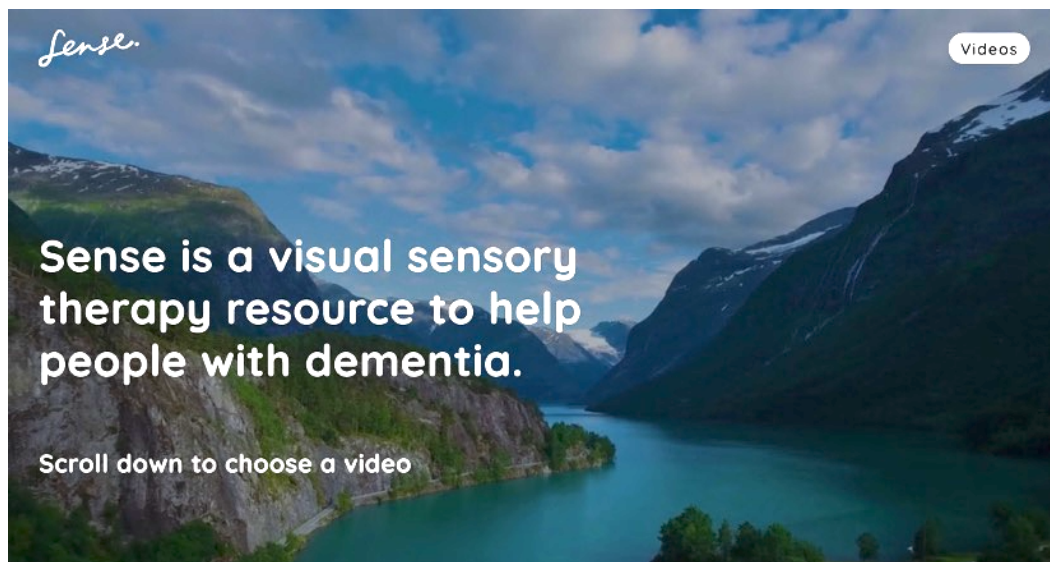 Sense.
Videos
Sense is a visual sensory
therapy resource to help
people with dementia.
Scroll down to choose a video